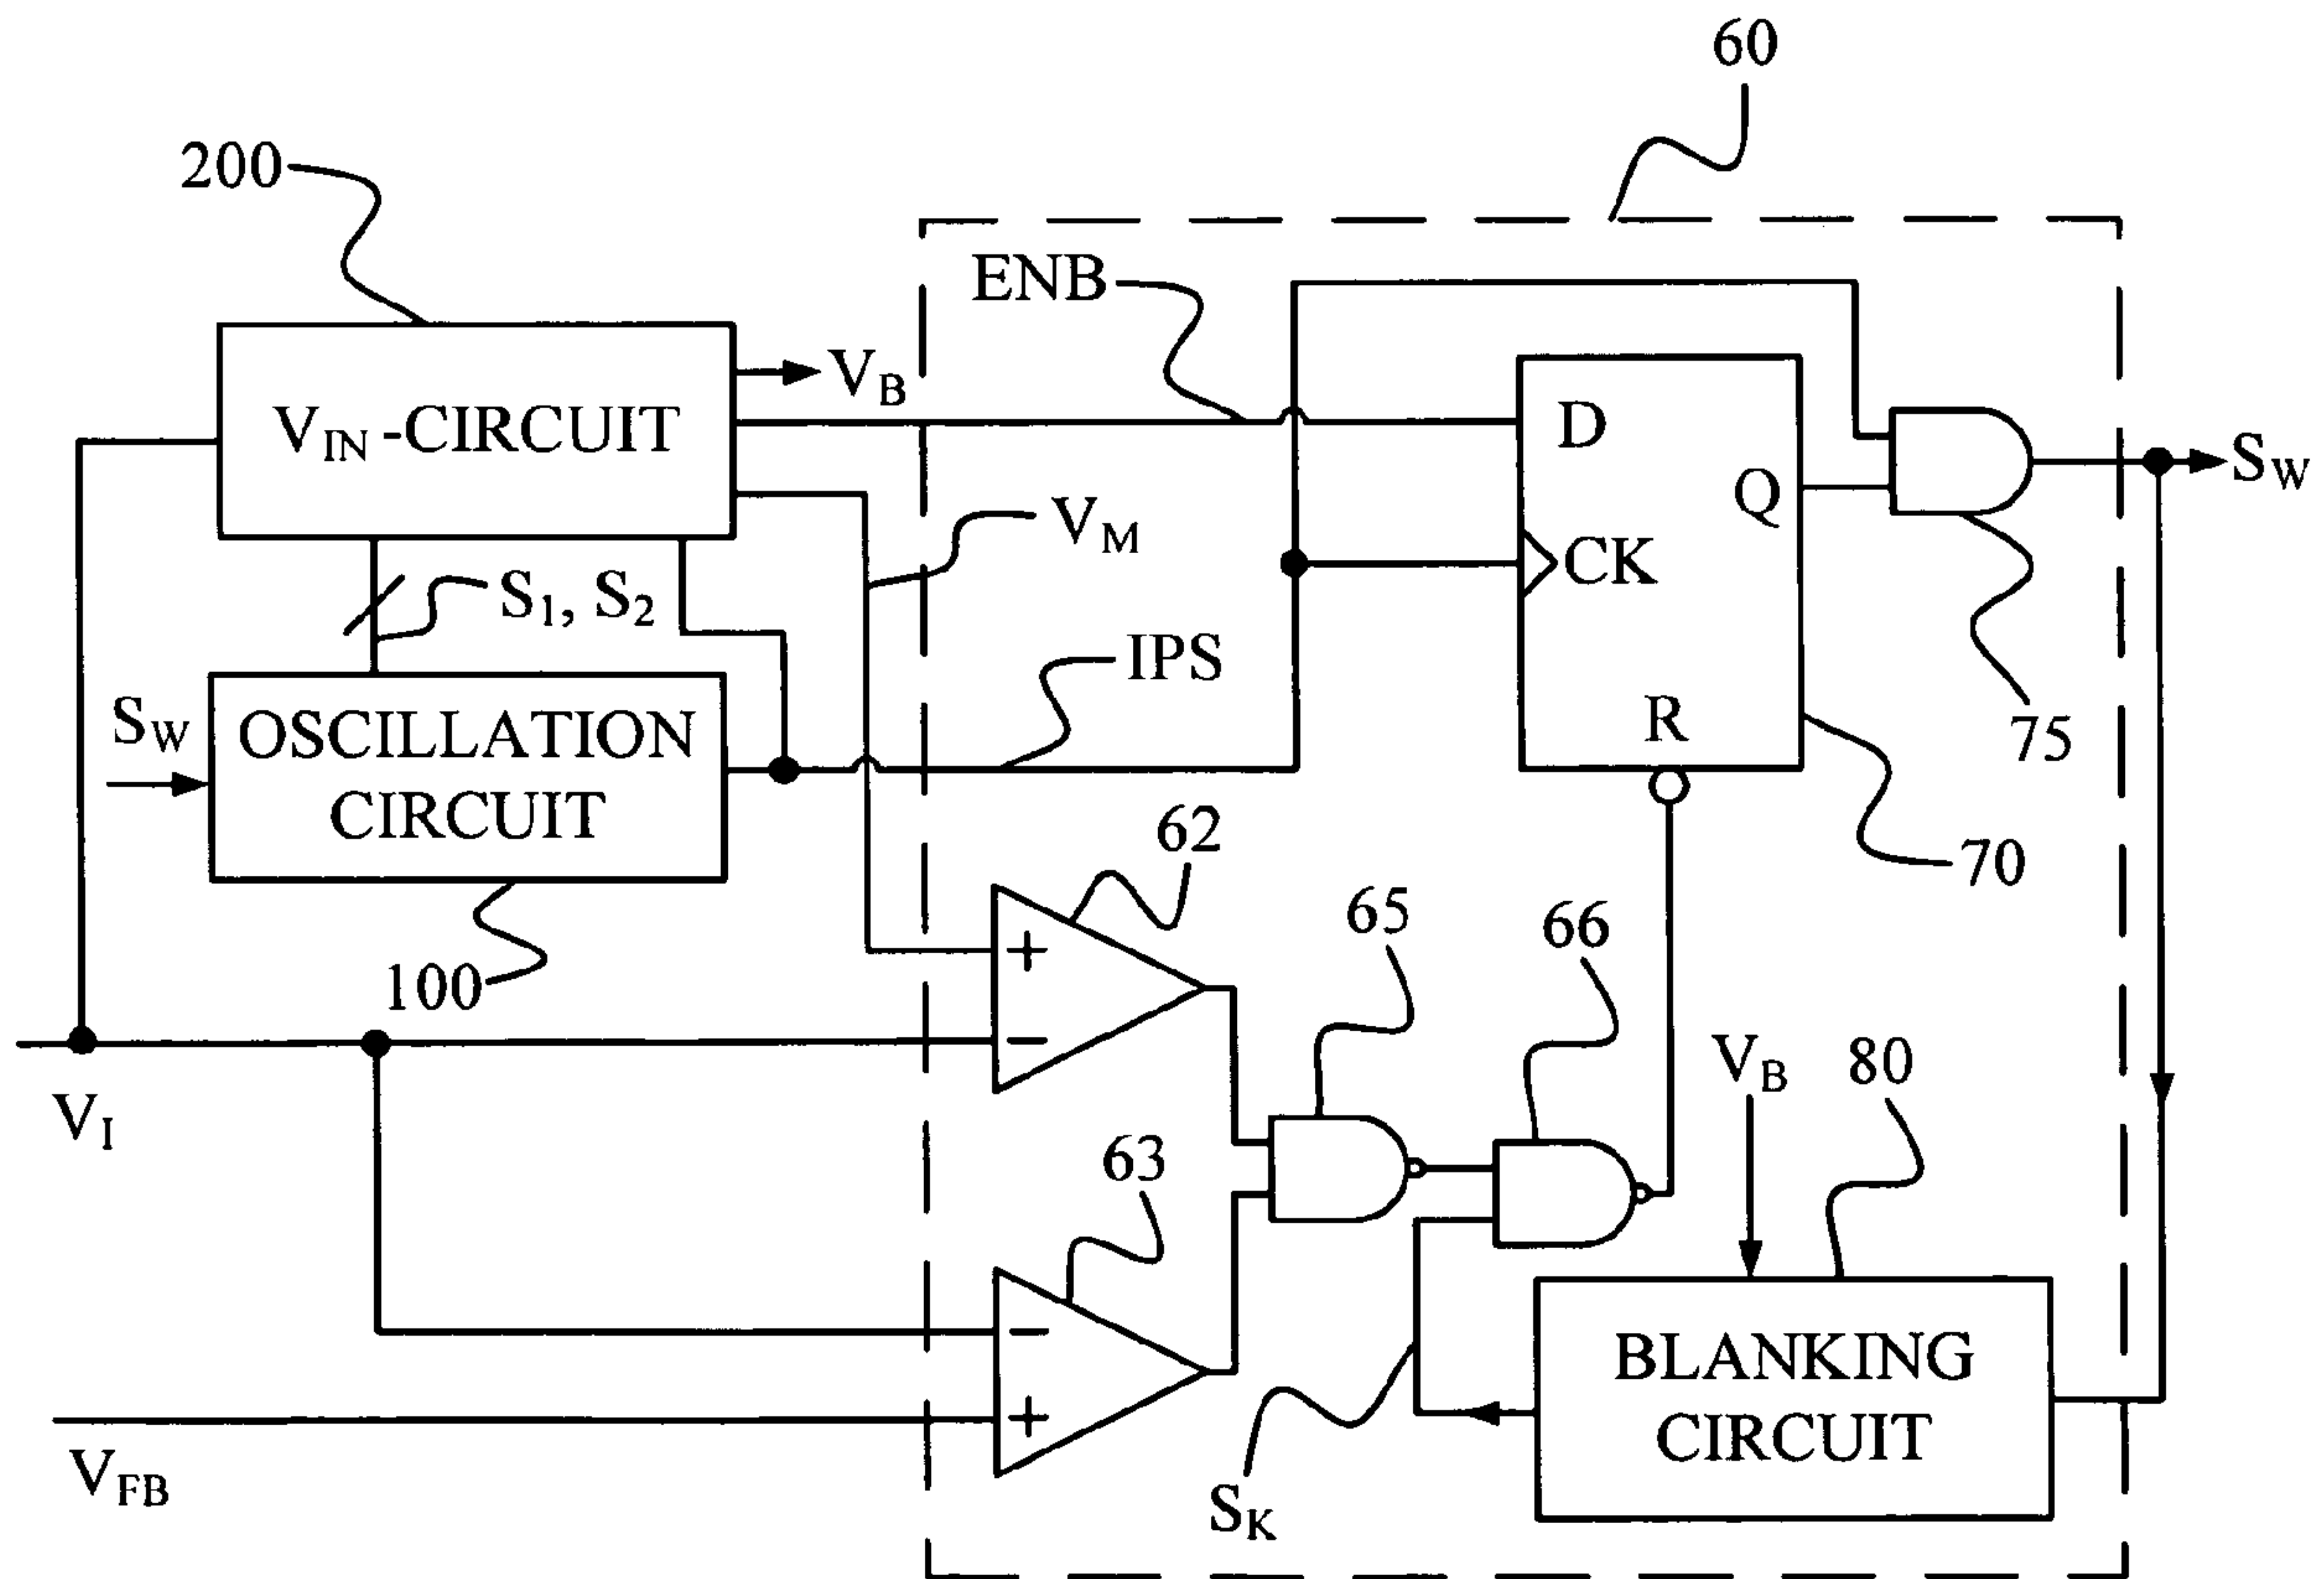 60
200
ENB
V_B
V_IN -CIRCUIT
D
Q
S_W
V_M
CK
S_1, S_2
IPS
R
S_W
OSCILLATION
CIRCUIT
75
62
70
65
66
100
+
−
V_B
80
V_I
63
−
+
BLANKING
CIRCUIT
V_FB
S_K